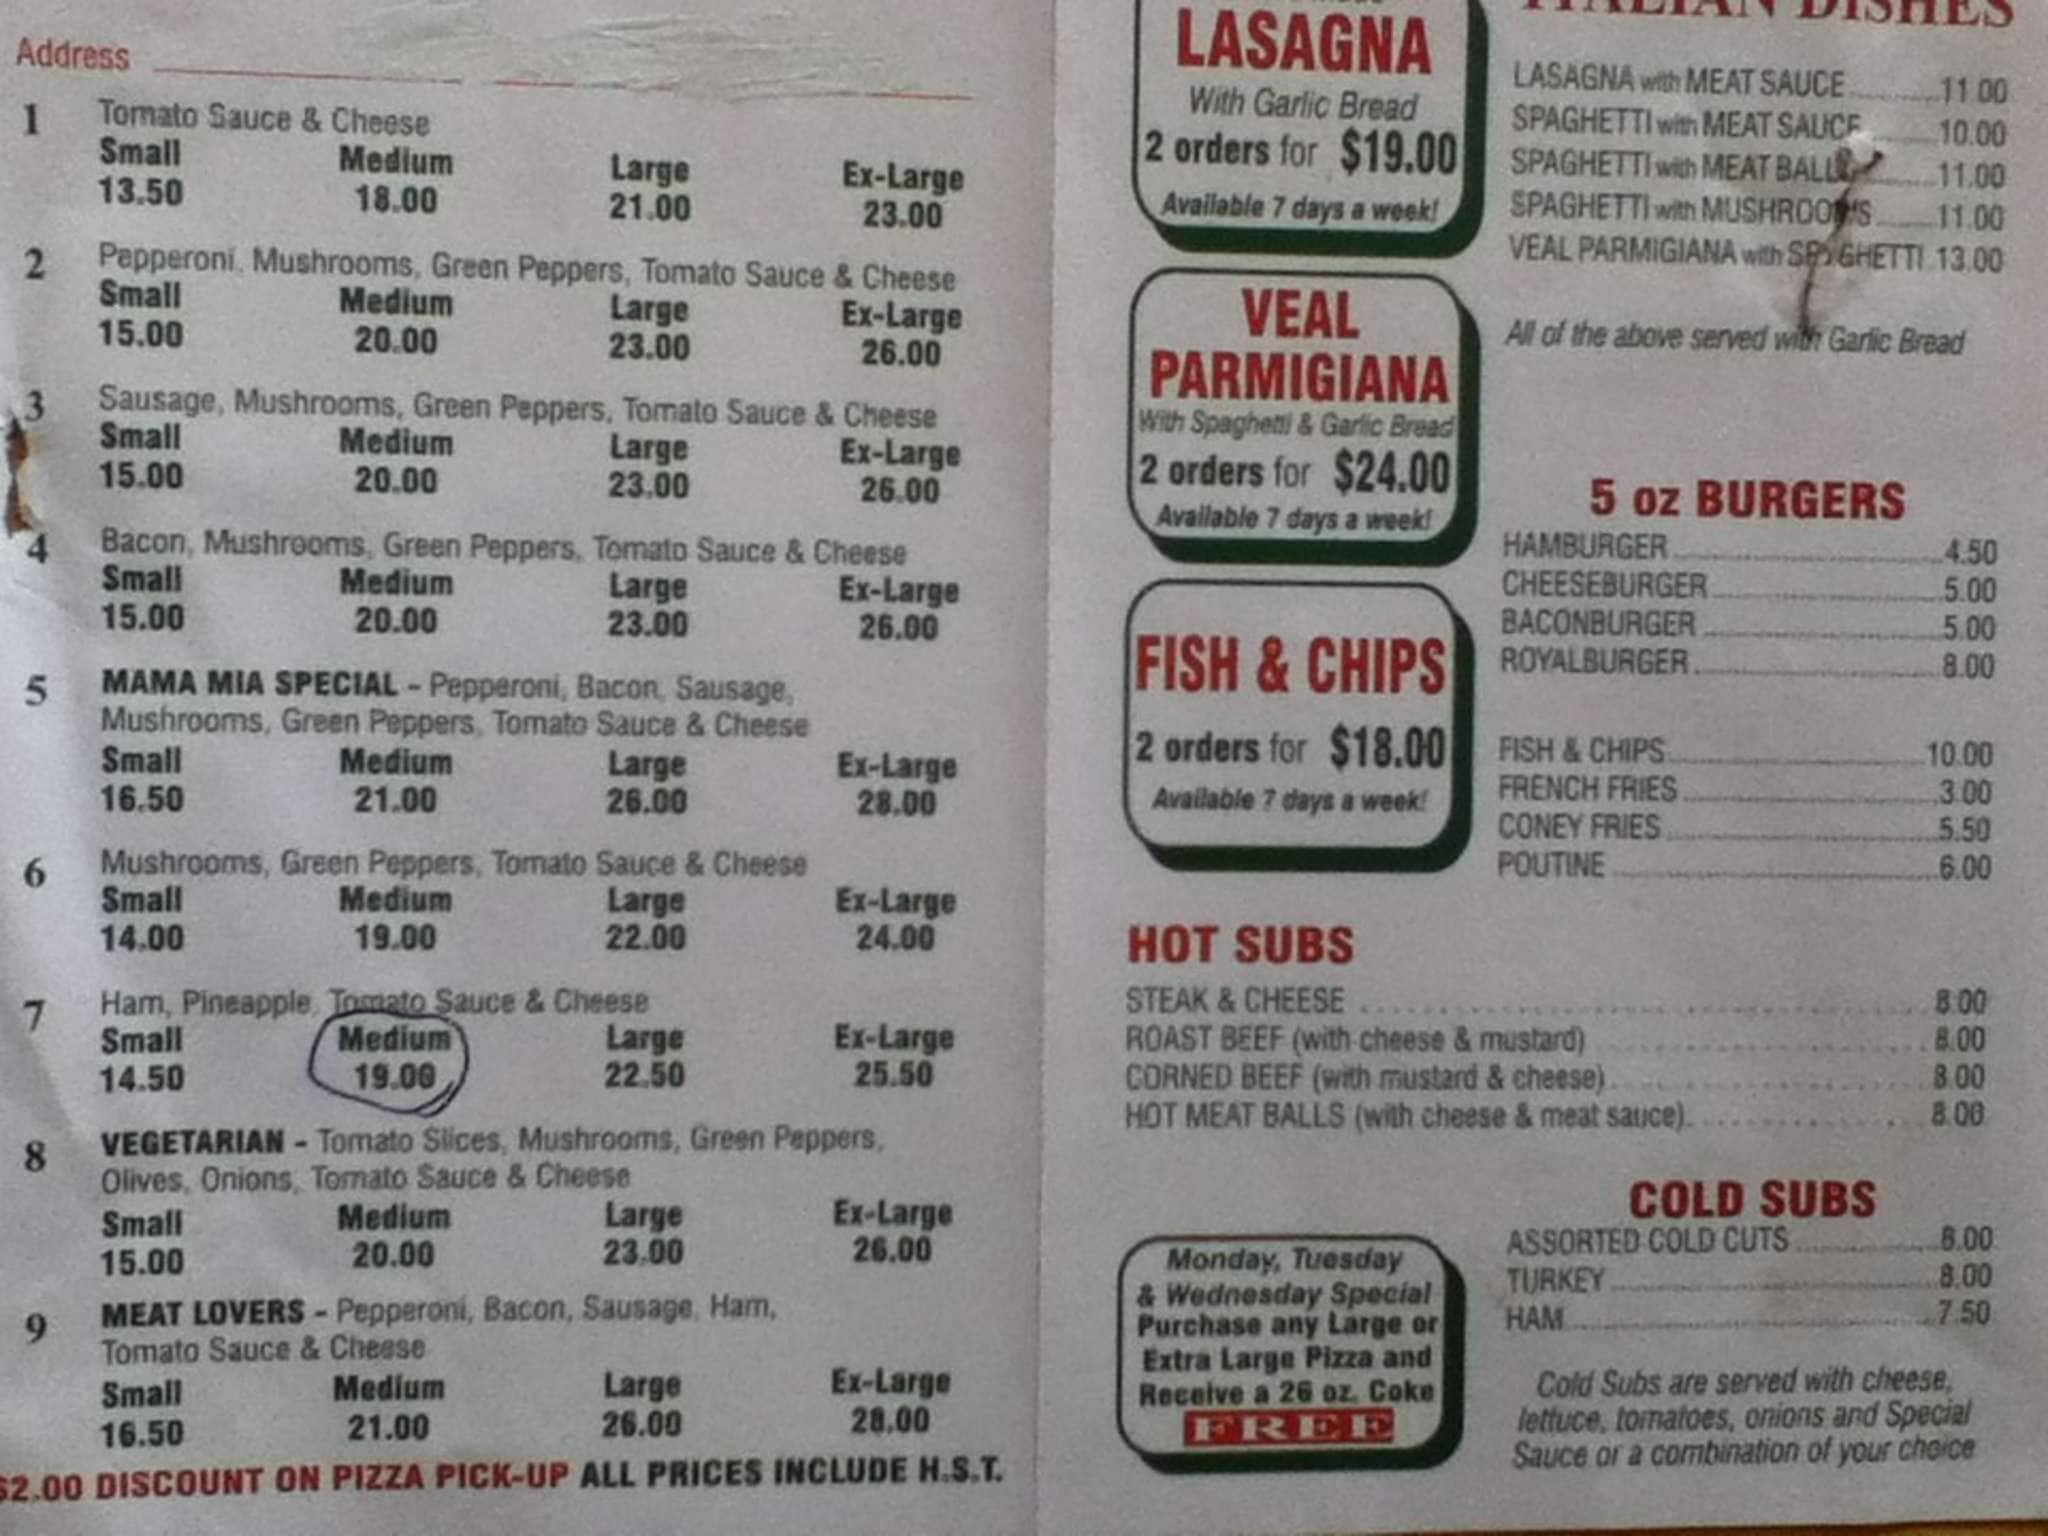 Address
1 Tomato Sauce & Cheese
Small Medium Large Ex-Large
13.50 18.00 21.00 23.00
2 Pepperoni, Mushrooms, Green Peppers, Tomato Sauce & Cheese
Small Medium Large Ex-Large
15.00 20.00 23.00 26.00
3 Sausage, Mushrooms, Green Peppers, Tomato Sauce & Cheese
Small Medium Large Ex-Large
15.00 20.00 23.00 26.00
4 Bacon, Mushrooms, Green Peppers, Tomato Sauce & Cheese
Small Medium Large Ex-Large
15.00 20.00 23.00 26.00
5 MAMA MIA SPECIAL - Pepperoni, Bacon, Sausage,
Mushrooms, Green Peppers, Tomato Sauce & Cheese
Small Medium Large Ex-Large
16.50 21.00 26.00 28.00
6 Mushrooms, Green Peppers, Tomato Sauce & Cheese
Small Medium Large Ex-Large
14.00 19.00 22.00 24.00
7 Ham, Pineapple, Tomato Sauce & Cheese
Small Medium Large Ex-Large
14.50 19.00 22.50 25.50
8 VEGETARIAN - Tomato Slices, Mushrooms, Green Peppers,
Olives, Onions, Tomato Sauce & Cheese
Small Medium Large Ex-Large
15.00 20.00 23.00 26.00
9 MEAT LOVERS - Pepperoni, Bacon, Sausage, Ham,
Tomato Sauce & Cheese
Small Medium Large Ex-Large
16.50 21.00 26.00 28.00
$2.00 DISCOUNT ON PIZZA PICK-UP ALL PRICES INCLUDE H.S.T.
LASAGNA
With Garlic Bread
2 orders for $19.00
Available 7 days a week!
VEAL
PARMIGIANA
With Spaghetti & Garlic Bread
2 orders for $24.00
Available 7 days a week!
FISH & CHIPS
2 orders for $18.00
Available 7 days a week!
ITALIAN DISHES
LASAGNA with MEAT SAUCE 11.00
SPAGHETTI with MEAT SAUCE 10.00
SPAGHETTI with MEAT BALLS 11.00
SPAGHETTI with MUSHROOMS 11.00
VEAL PARMIGIANA with SPAGHETTI 13.00
All of the above served with Garlic Bread
5 oz BURGERS
HAMBURGER 4.50
CHEESEBURGER 5.00
BACONBURGER 5.00
ROYALBURGER 8.00
FISH & CHIPS 10.00
FRENCH FRIES 3.00
CONEY FRIES 5.50
POUTINE 6.00
HOT SUBS
STEAK & CHEESE 8.00
ROAST BEEF (with cheese & mustard) 8.00
CORNED BEEF (with mustard & cheese) 8.00
HOT MEAT BALLS (with cheese & meat sauce) 8.00
Monday, Tuesday
& Wednesday Special
Purchase any Large or
Extra Large Pizza and
Receive a 26 oz. Coke
FREE
COLD SUBS
ASSORTED COLD CUTS 8.00
TURKEY 8.00
HAM 7.50
Cold Subs are served with cheese,
lettuce, tomatoes, onions and Special
Sauce or a combination of your choice